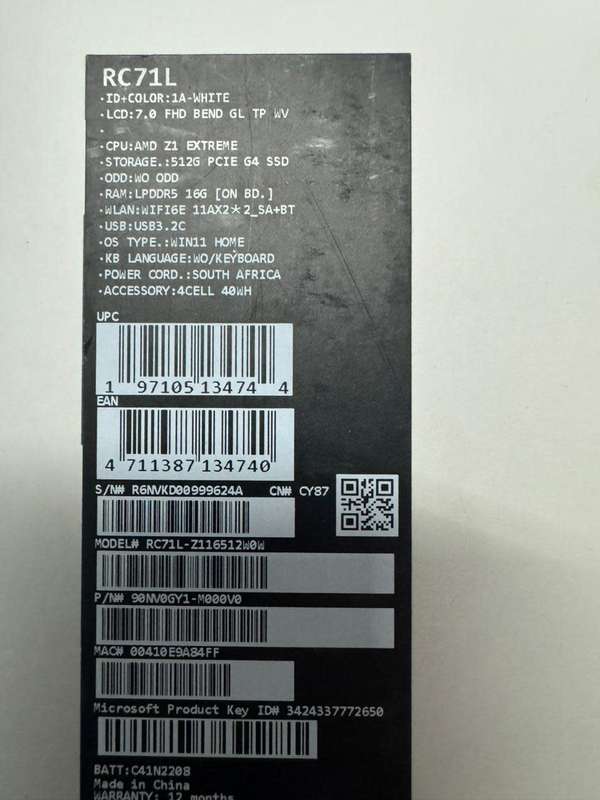 RC71L
·ID+COLOR:1A-WHITE
·LCD:7.0 FHD BEND GL TP WV
·
·CPU:AMD Z1 EXTREME
·STORAGE.:512G PCIE G4 SSD
·ODD:WO ODD
·RAM:LPDDR5 16G [ON BD.]
·WLAN:WIFI6E 11AX2*2_SA+BT
·USB:USB3.2C
·OS TYPE.:WIN11 HOME
·KB LANGUAGE:WO/KEYBOARD
·POWER CORD.:SOUTH AFRICA
·ACCESSORY:4CELL 40WH
UPC
1 97105 13474 4
EAN
4 711387 134740
S/N# R6NVKD00999624A CN# CY87
MODEL# RC71L-Z116512W0W
P/N# 90NV0GY1-M000V0
MAC# 00410E9A84FF
Microsoft Product Key ID# 3424337772650
BATT:C41N2208
Made in China
WARRANTY: 12 months